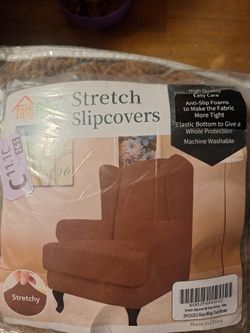 Stretch
Slipcovers
High Quality
Easy Care
Anti-Slip Foams
to Make the Fabric
More Tight
Elastic Bottom to Give a
Whole Protection
Machine Washable
Stretchy
Made in China